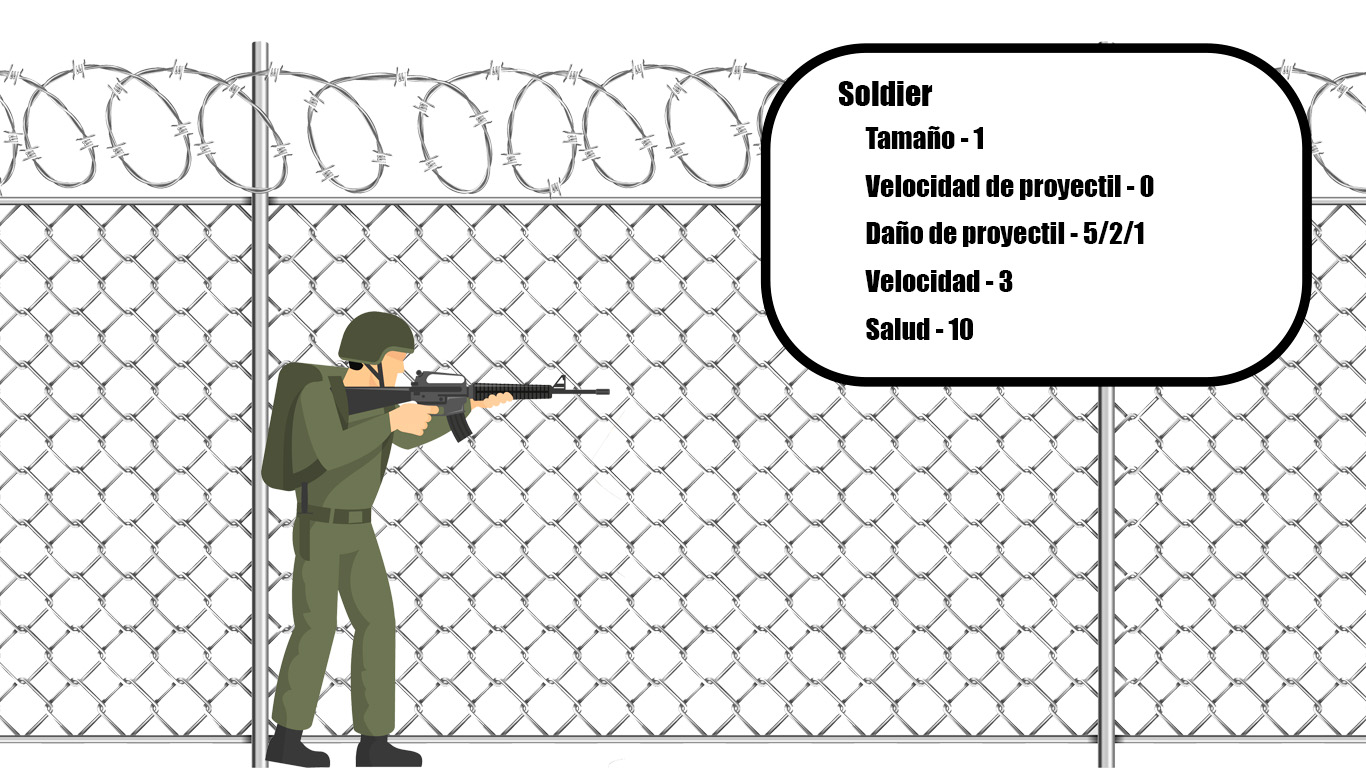 Soldier
Tamaño - 1
Velocidad de proyectil - 0
Daño de proyectil - 5/2/1
Velocidad - 3
Salud - 10